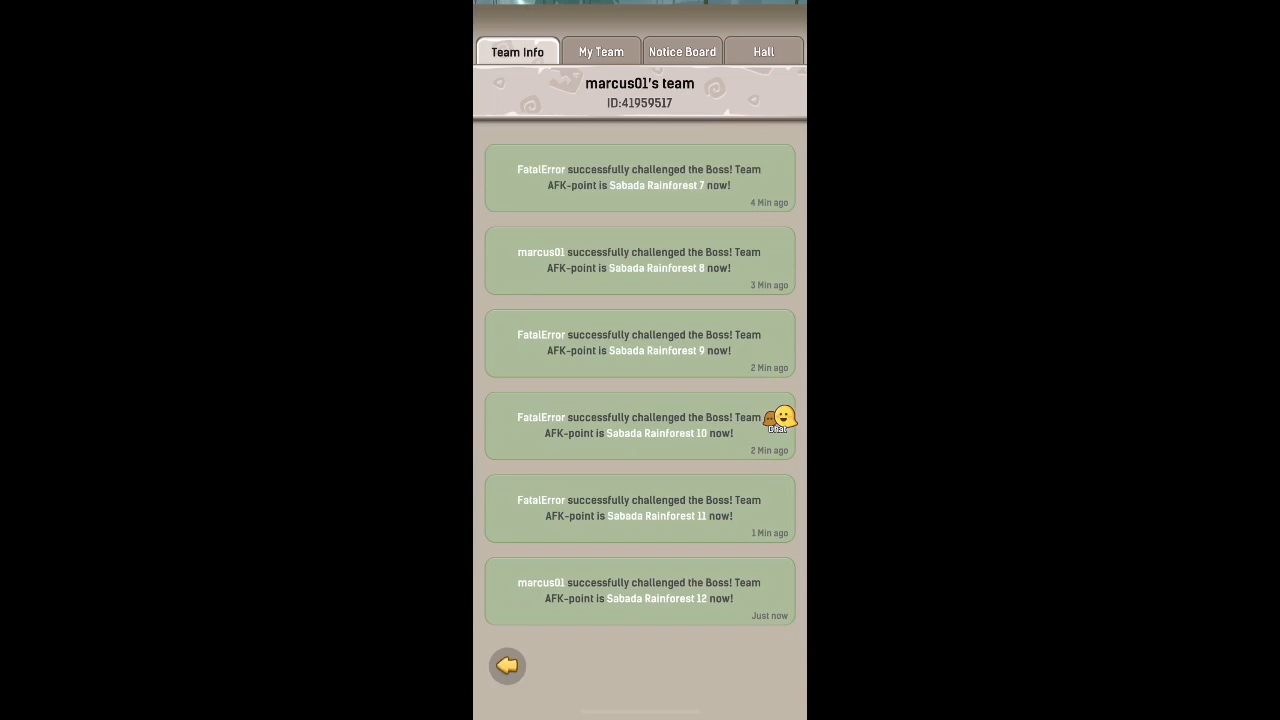 Team Info
My Team
Notice Board
Hall
marcus01's team
ID:41959517
FatalError successfully challenged the Boss! Team
AFK-point is Sabada Rainforest 7 now!
4 Min ago
marcus01 successfully challenged the Boss! Team
AFK-point is Sabada Rainforest 8 now!
3 Min ago
FatalError successfully challenged the Boss! Team
AFK-point is Sabada Rainforest 9 now!
2 Min ago
FatalError successfully challenged the Boss! Team
AFK-point is Sabada Rainforest 10 now!
Chat
2 Min ago
FatalError successfully challenged the Boss! Team
AFK-point is Sabada Rainforest 11 now!
1 Min ago
marcus01 successfully challenged the Boss! Team
AFK-point is Sabada Rainforest 12 now!
Just now